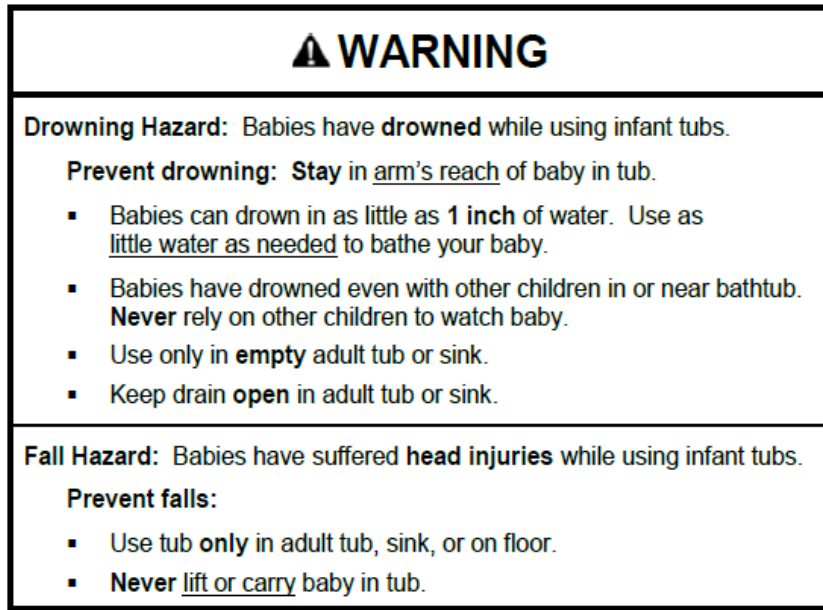 ⚠ WARNING
Drowning Hazard: Babies have drowned while using infant tubs.
Prevent drowning: Stay in arm's reach of baby in tub.
▪ Babies can drown in as little as 1 inch of water. Use as
little water as needed to bathe your baby.
▪ Babies have drowned even with other children in or near bathtub.
Never rely on other children to watch baby.
▪ Use only in empty adult tub or sink.
▪ Keep drain open in adult tub or sink.
Fall Hazard: Babies have suffered head injuries while using infant tubs.
Prevent falls:
▪ Use tub only in adult tub, sink, or on floor.
▪ Never lift or carry baby in tub.